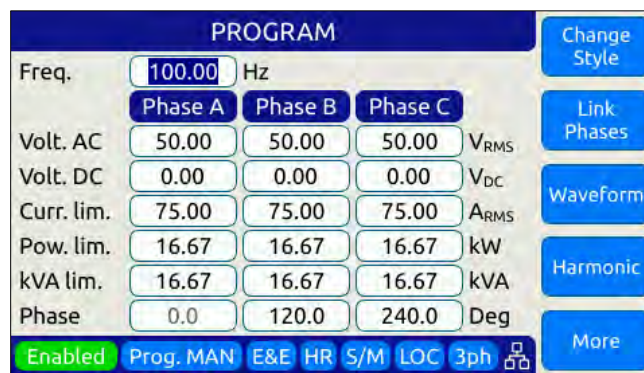 PROGRAM
Freq. 100.00 Hz
Phase A Phase B Phase C
Volt. AC 50.00 50.00 50.00 VRMS
Volt. DC 0.00 0.00 0.00 VDC
Curr. lim. 75.00 75.00 75.00 ARMS
Pow. lim. 16.67 16.67 16.67 kW
kVA lim. 16.67 16.67 16.67 kVA
Phase 0.0 120.0 240.0 Deg
Enabled Prog. MAN E&E HR S/M LOC 3ph
Change
Style
Link
Phases
Waveform
Harmonic
More